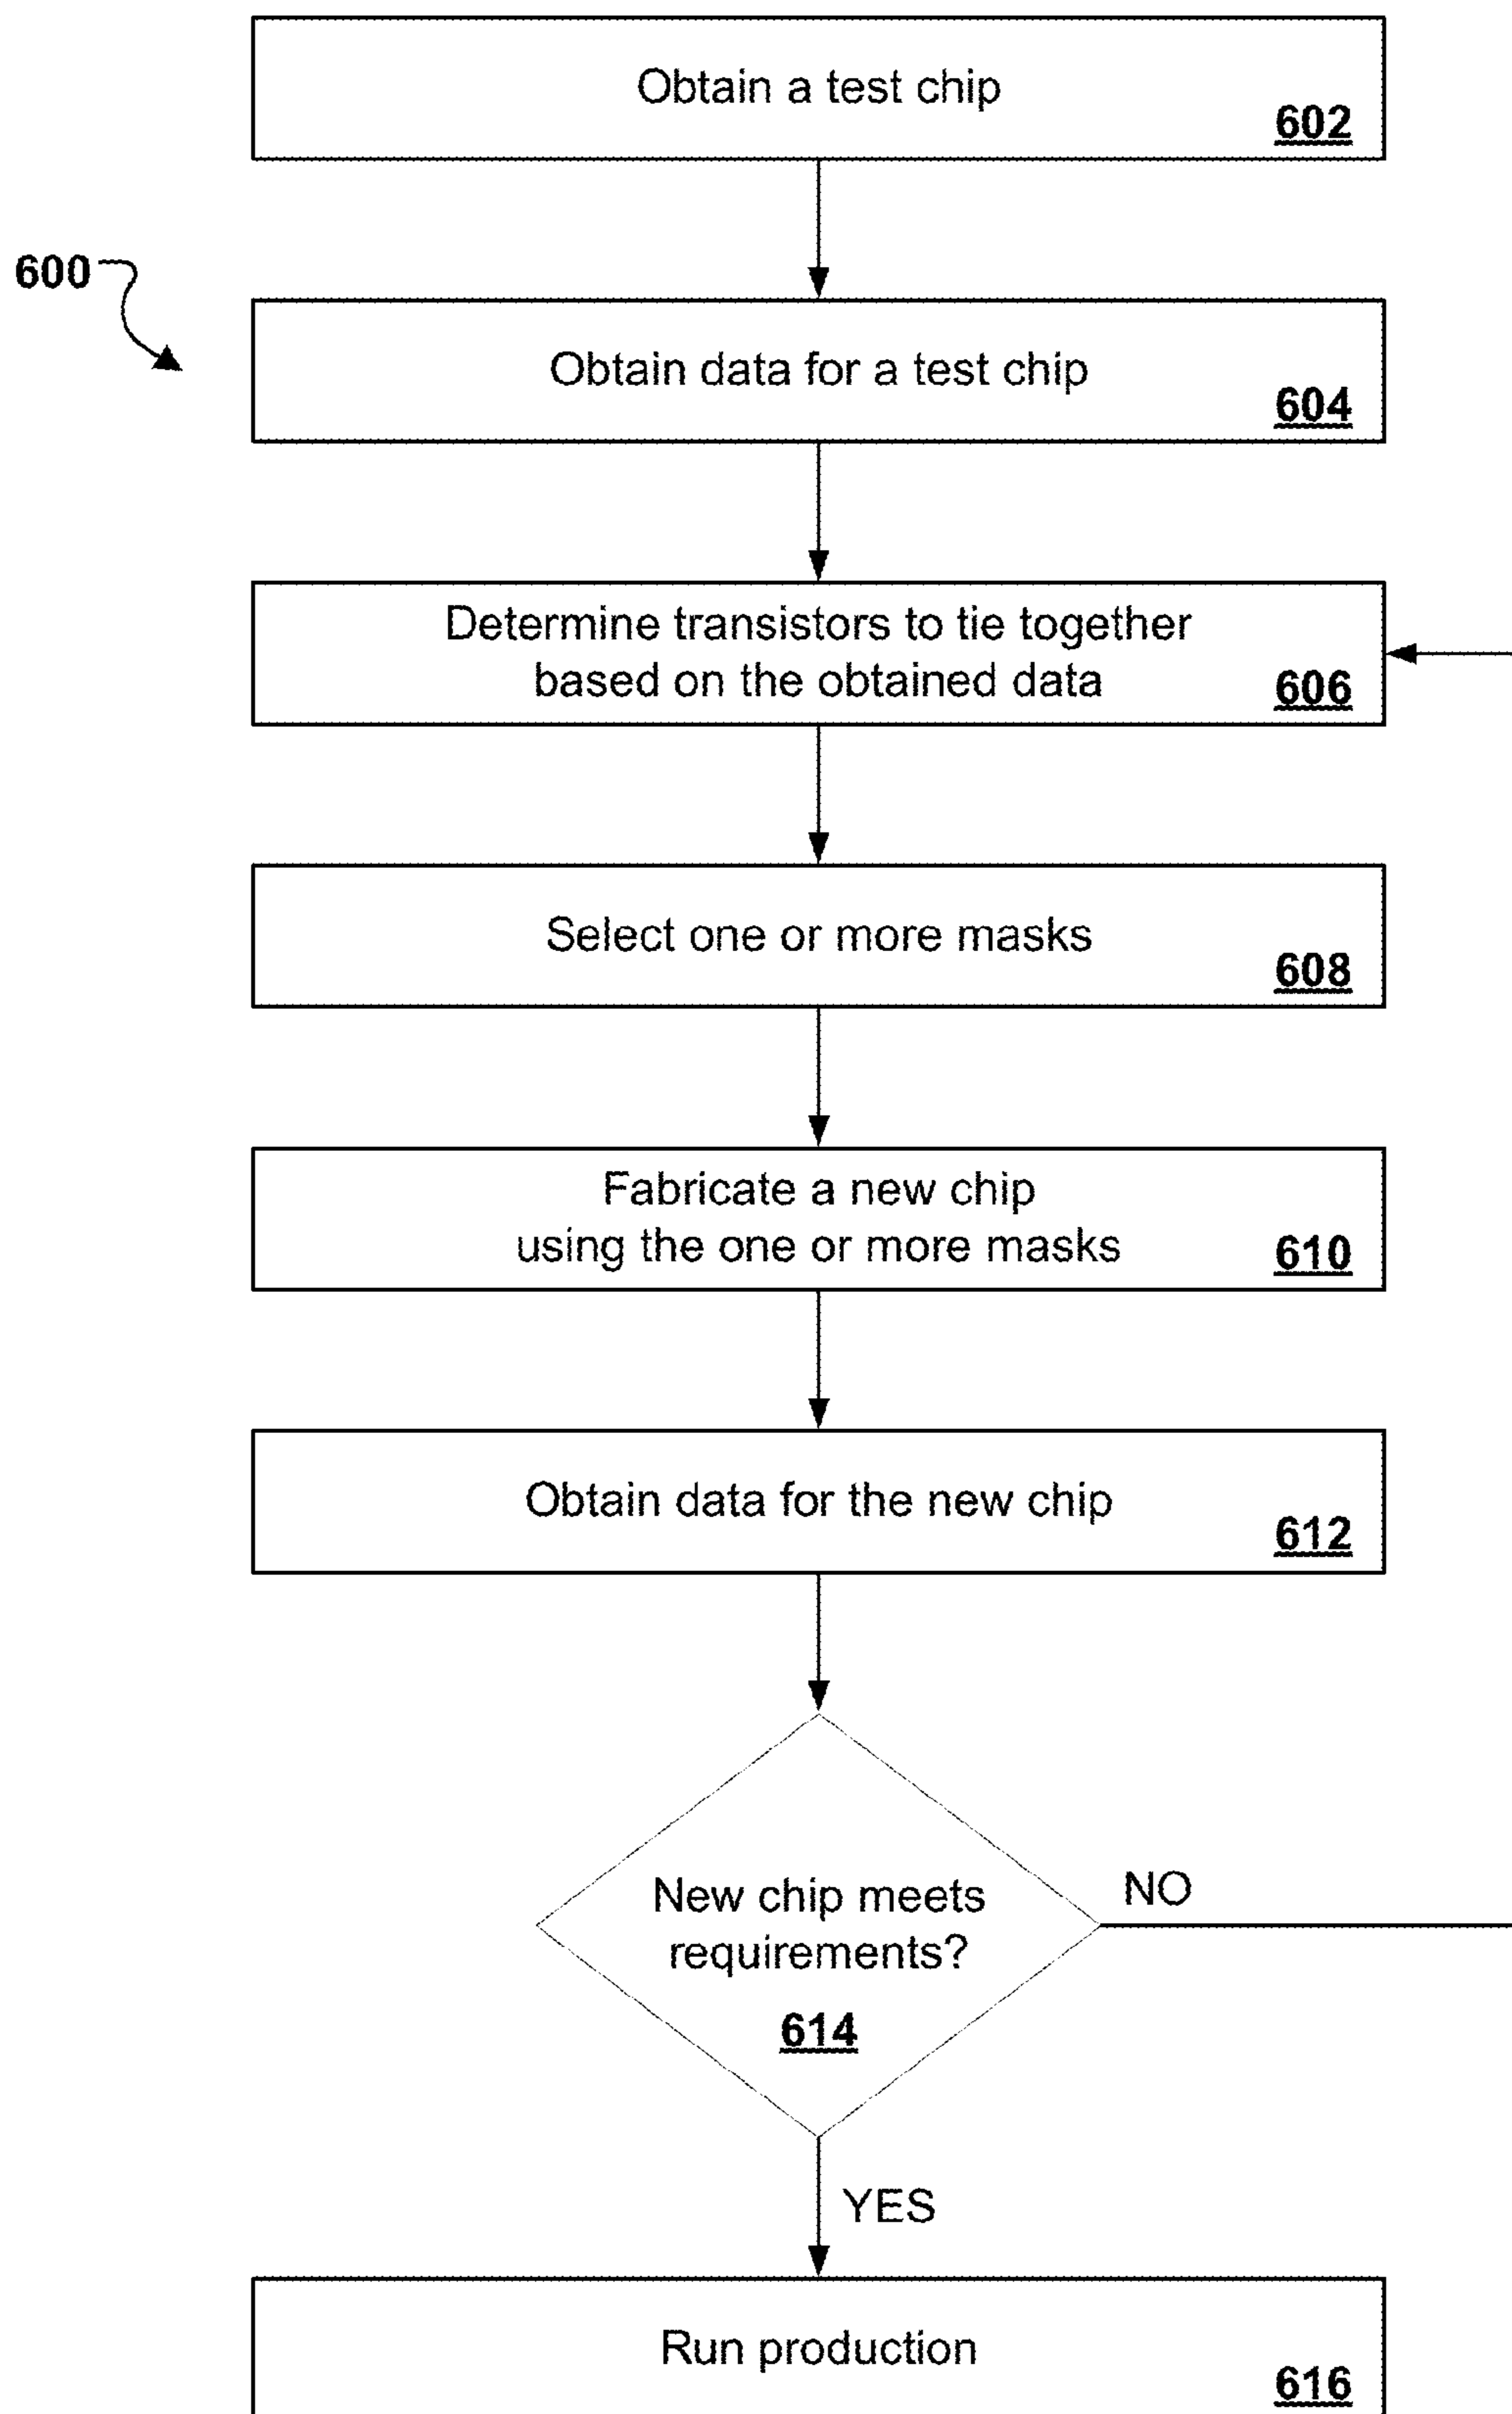 Obtain a test chip
602
600
Obtain data for a test chip
604
Determine transistors to tie together
based on the obtained data
606
Select one or more masks
608
Fabricate a new chip
using the one or more masks
610
Obtain data for the new chip
612
New chip meets
requirements?
614
NO
YES
Run production
616